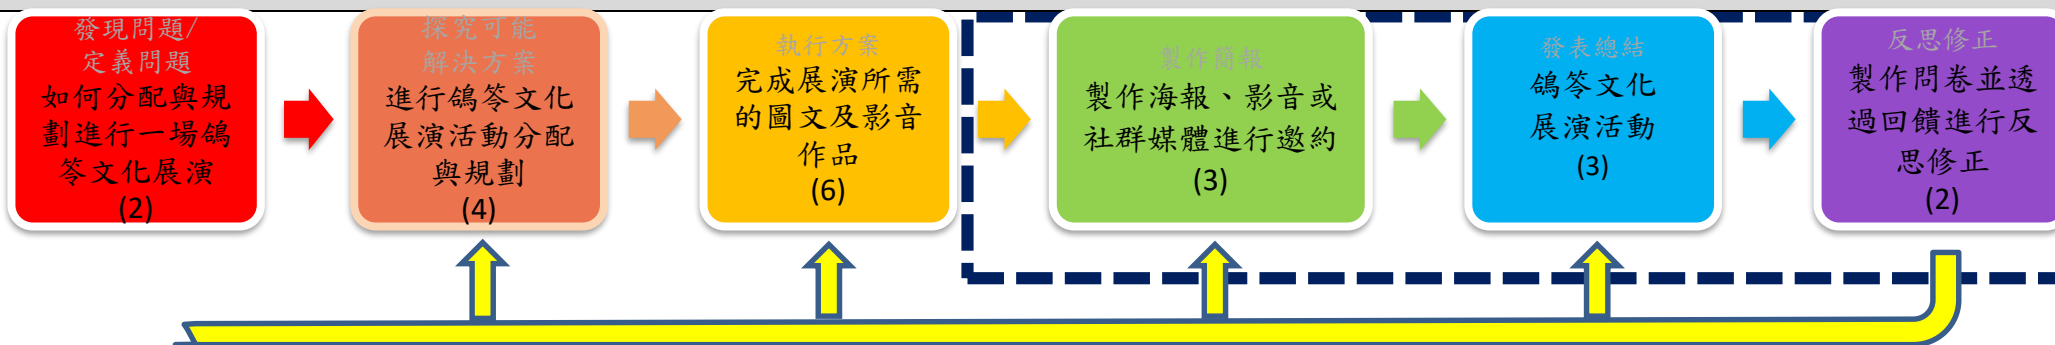 發現問題/
定義問題
如何分配與規
劃進行一場鴿
笭文化展演
(2)
探究可能
解決方案
進行鴿笭文化
展演活動分配
與規劃
(4)
執行方案
完成展演所需
的圖文及影音
作品
(6)
製作簡報
製作海報、影音或
社群媒體進行邀約
(3)
發表總結
鴿笭文化
展演活動
(3)
反思修正
製作問卷並透
過回饋進行反
思修正
(2)